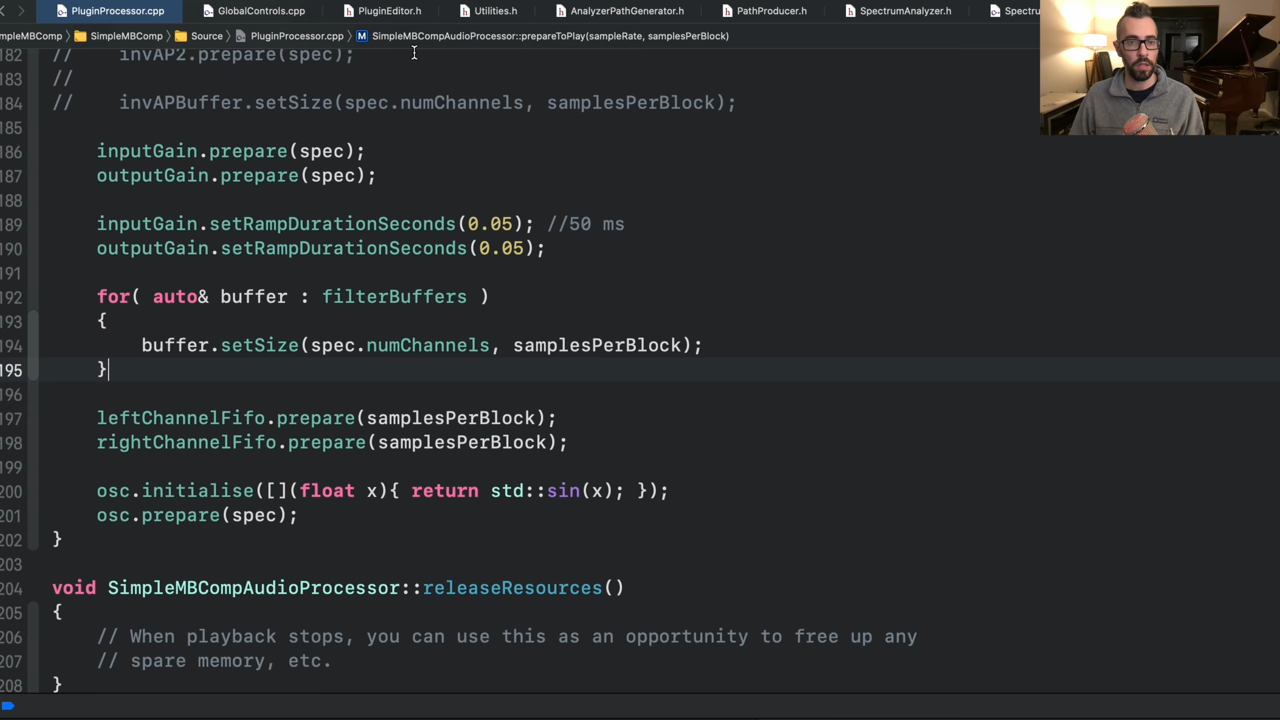 PluginProcessor.cpp GlobalControls.cpp PluginEditor.h Utilities.h AnalyzerPathGenerator.h PathProducer.h SpectrumAnalyzer.h
SimpleMBComp Source PluginProcessor.cpp M SimpleMBCompAudioProcessor::prepareToPlay(sampleRate, samplesPerBlock)
182 // invAP2.prepare(spec);
183 //
184 // invAPBuffer.setSize(spec.numChannels, samplesPerBlock);
185
186 inputGain.prepare(spec);
187 outputGain.prepare(spec);
188
189 inputGain.setRampDurationSeconds(0.05); //50 ms
190 outputGain.setRampDurationSeconds(0.05);
191
192 for( auto& buffer : filterBuffers )
193 {
194 buffer.setSize(spec.numChannels, samplesPerBlock);
195 }
196
197 leftChannelFifo.prepare(samplesPerBlock);
198 rightChannelFifo.prepare(samplesPerBlock);
199
200 osc.initialise([](float x){ return std::sin(x); });
201 osc.prepare(spec);
202 }
203
204 void SimpleMBCompAudioProcessor::releaseResources()
205 {
206 // When playback stops, you can use this as an opportunity to free up any
207 // spare memory, etc.
208 }